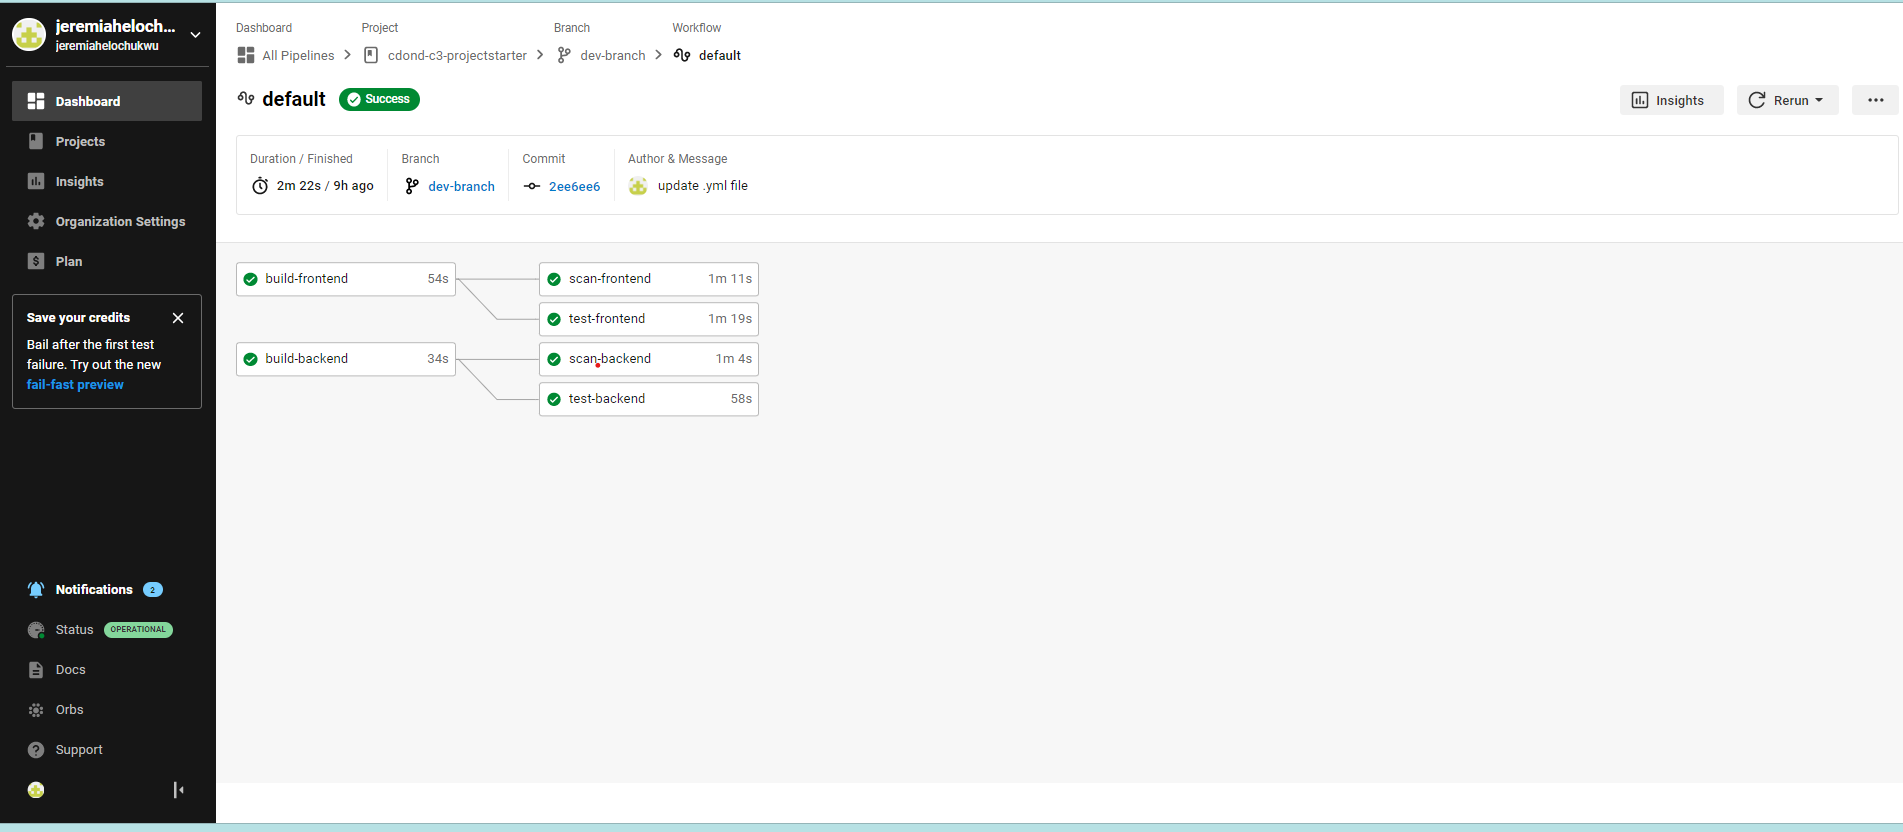 jeremiaheloch...
jeremiahelochukwu
Dashboard
Projects
Insights
Organization Settings
Plan
Save your credits
Bail after the first test
failure. Try out the new
fail-fast preview
Notifications 2
Status OPERATIONAL
Docs
Orbs
Support
Dashboard Project Branch Workflow
All Pipelines cdond-c3-projectstarter dev-branch default
default Success
Insights Rerun
Duration / Finished Branch Commit Author & Message
2m 22s / 9h ago dev-branch 2ee6ee6 update .yml file
build-frontend 54s scan-frontend 1m 11s
test-frontend 1m 19s
build-backend 34s scan-backend 1m 4s
test-backend 58s